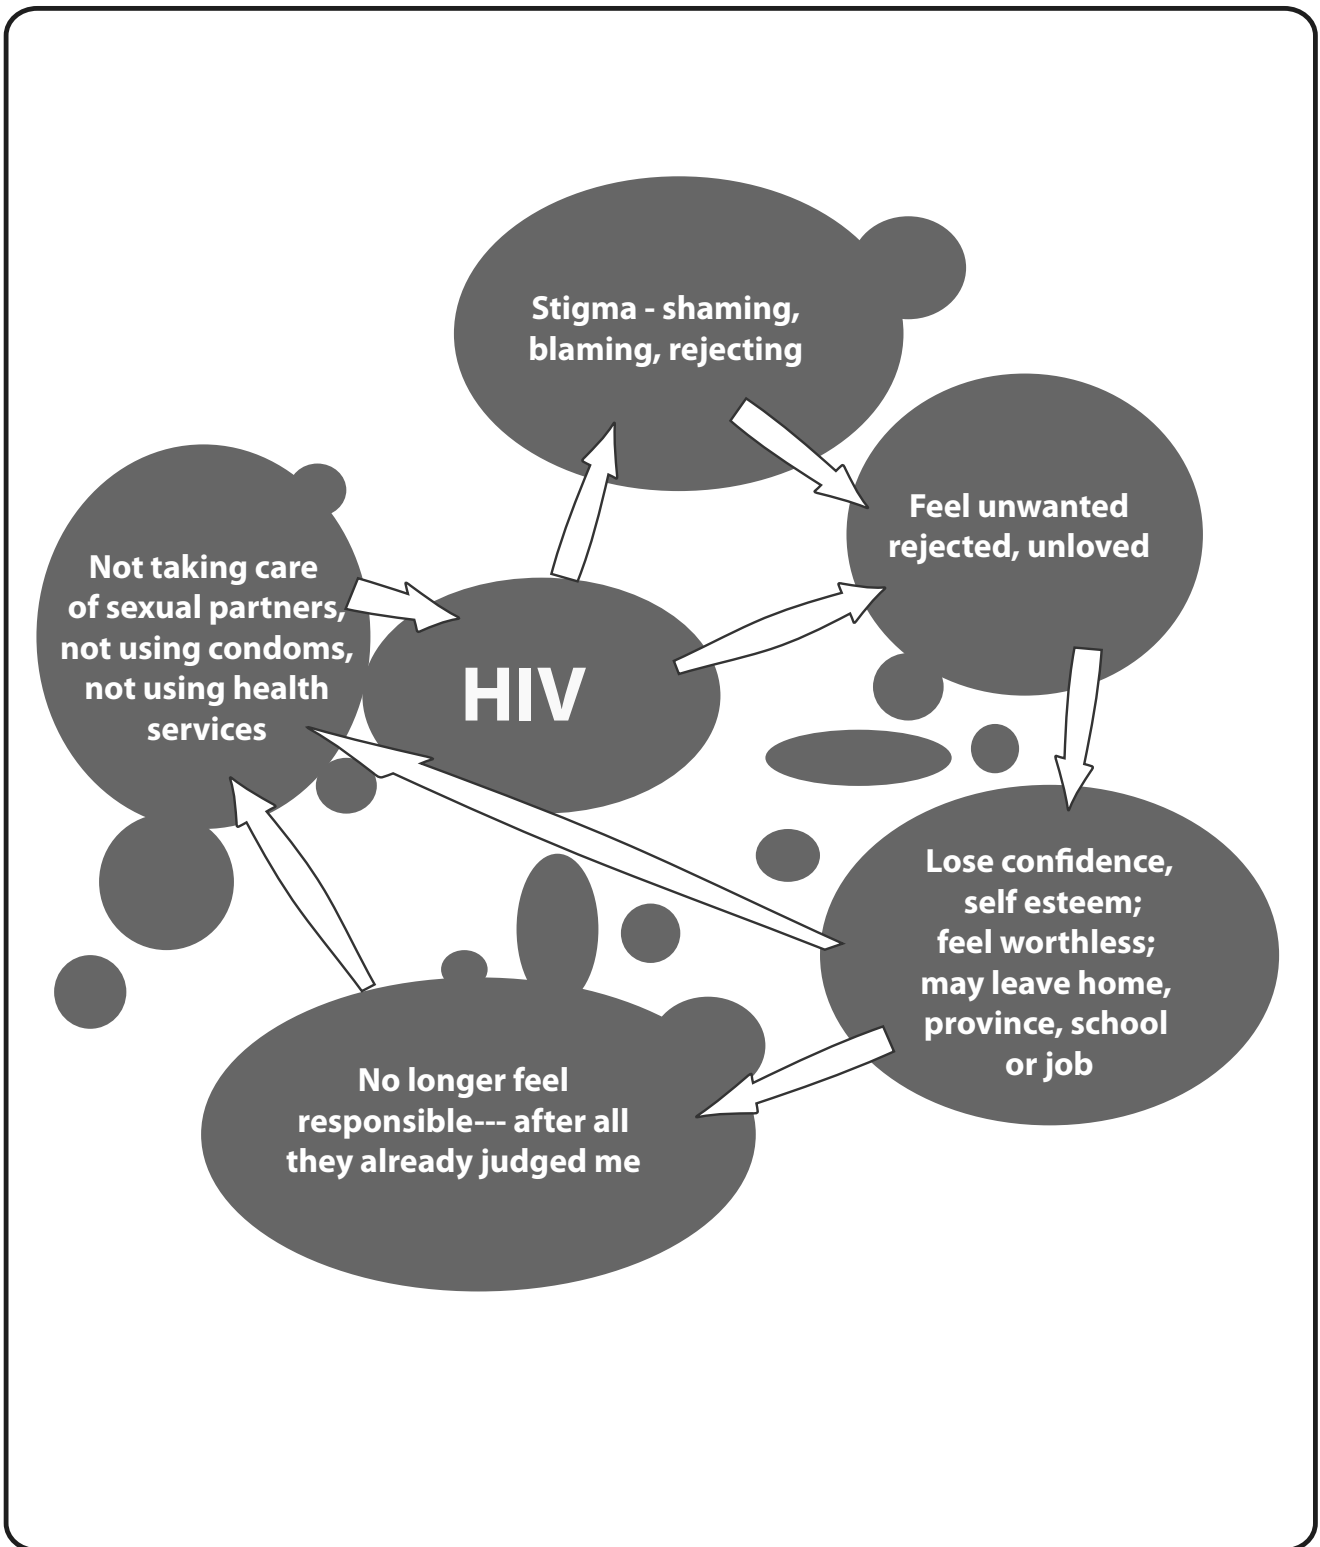 Stigma - shaming,
blaming, rejecting
Feel unwanted
rejected, unloved
Not taking care
of sexual partners,
not using condoms,
not using health
services
HIV
Lose confidence,
self esteem;
feel worthless;
may leave home,
province, school
or job
No longer feel
responsible--- after all
they already judged me